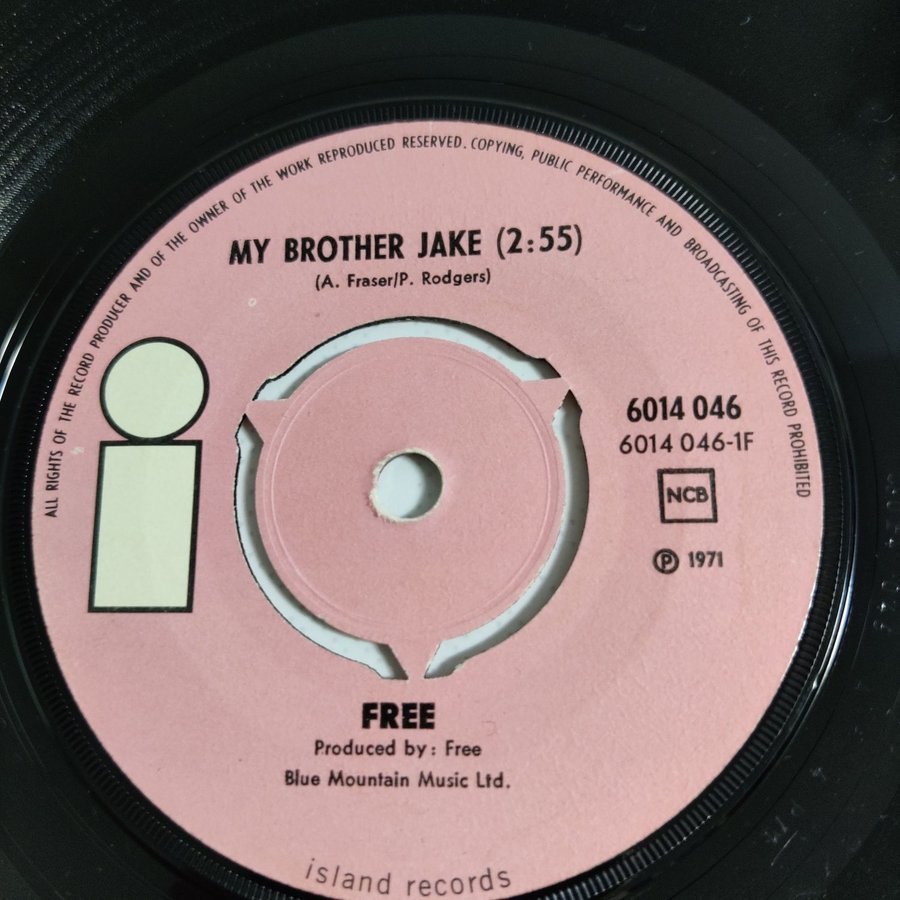 ALL RIGHTS OF THE RECORD PRODUCER AND OF THE OWNER OF THE WORK REPRODUCED RESERVED. COPYING, PUBLIC PERFORMANCE AND BROADCASTING OF THIS RECORD PROHIBITED
MY BROTHER JAKE (2:55)
(A. Fraser/P. Rodgers)
i
6014 046
6014 046-1F
NCB
Ⓟ 1971
FREE
Produced by: Free
Blue Mountain Music Ltd.
island records